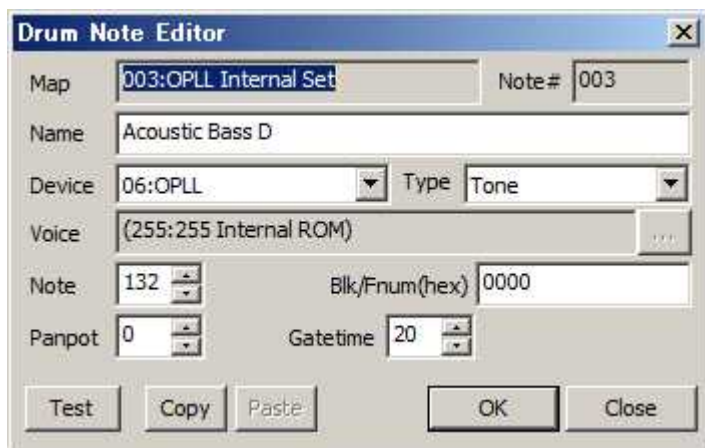 Drum Note Editor
Map 003:OPLL Internal Set Note# 003
Name Acoustic Bass D
Device 06:OPLL Type Tone
Voice (255:255 Internal ROM) ...
Note 132 Blk/Fnum(hex) 0000
Panpot 0 Gatetime 20
Test Copy Paste OK Close